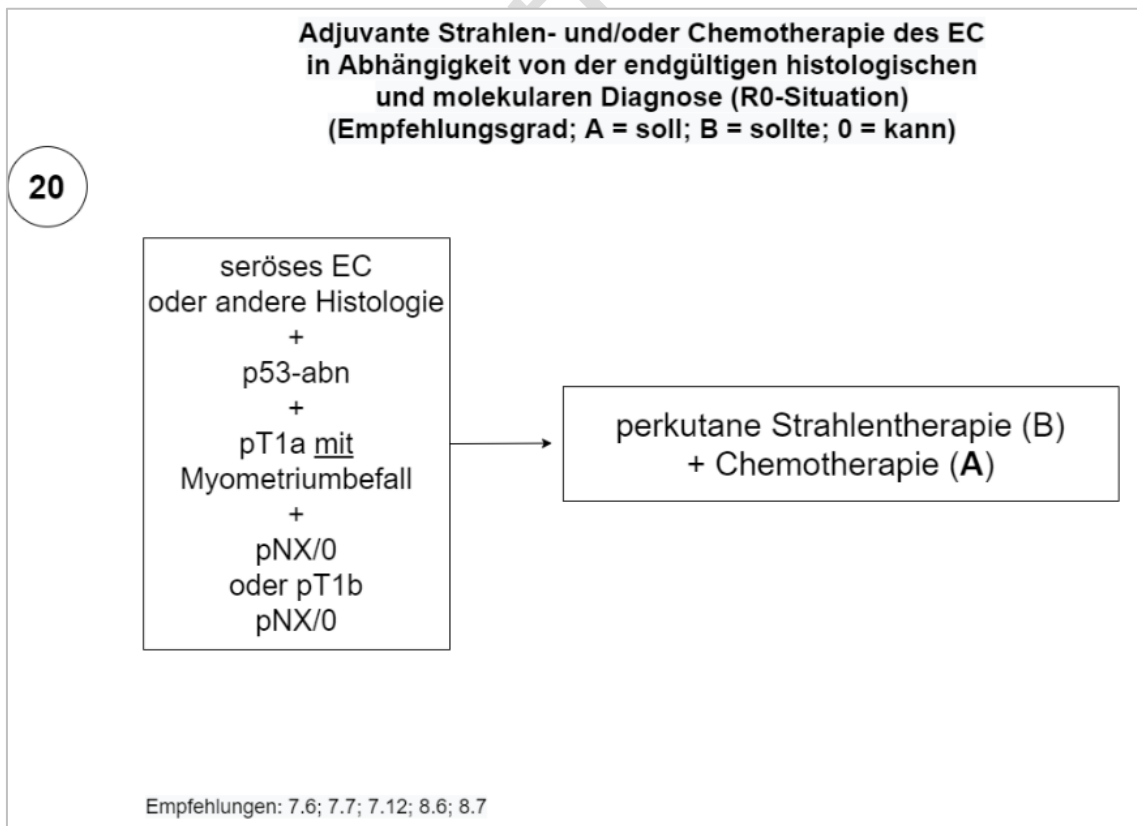 Adjuvante Strahlen- und/oder Chemotherapie des EC
in Abhängigkeit von der endgültigen histologischen
und molekularen Diagnose (R0-Situation)
(Empfehlungsgrad; A = soll; B = sollte; 0 = kann)
20
seröses EC
oder andere Histologie
+
p53-abn
+
pT1a mit
Myometriumbefall
+
pNX/0
oder pT1b
pNX/0
perkutane Strahlentherapie (B)
+ Chemotherapie (A)
Empfehlungen: 7.6; 7.7; 7.12; 8.6; 8.7